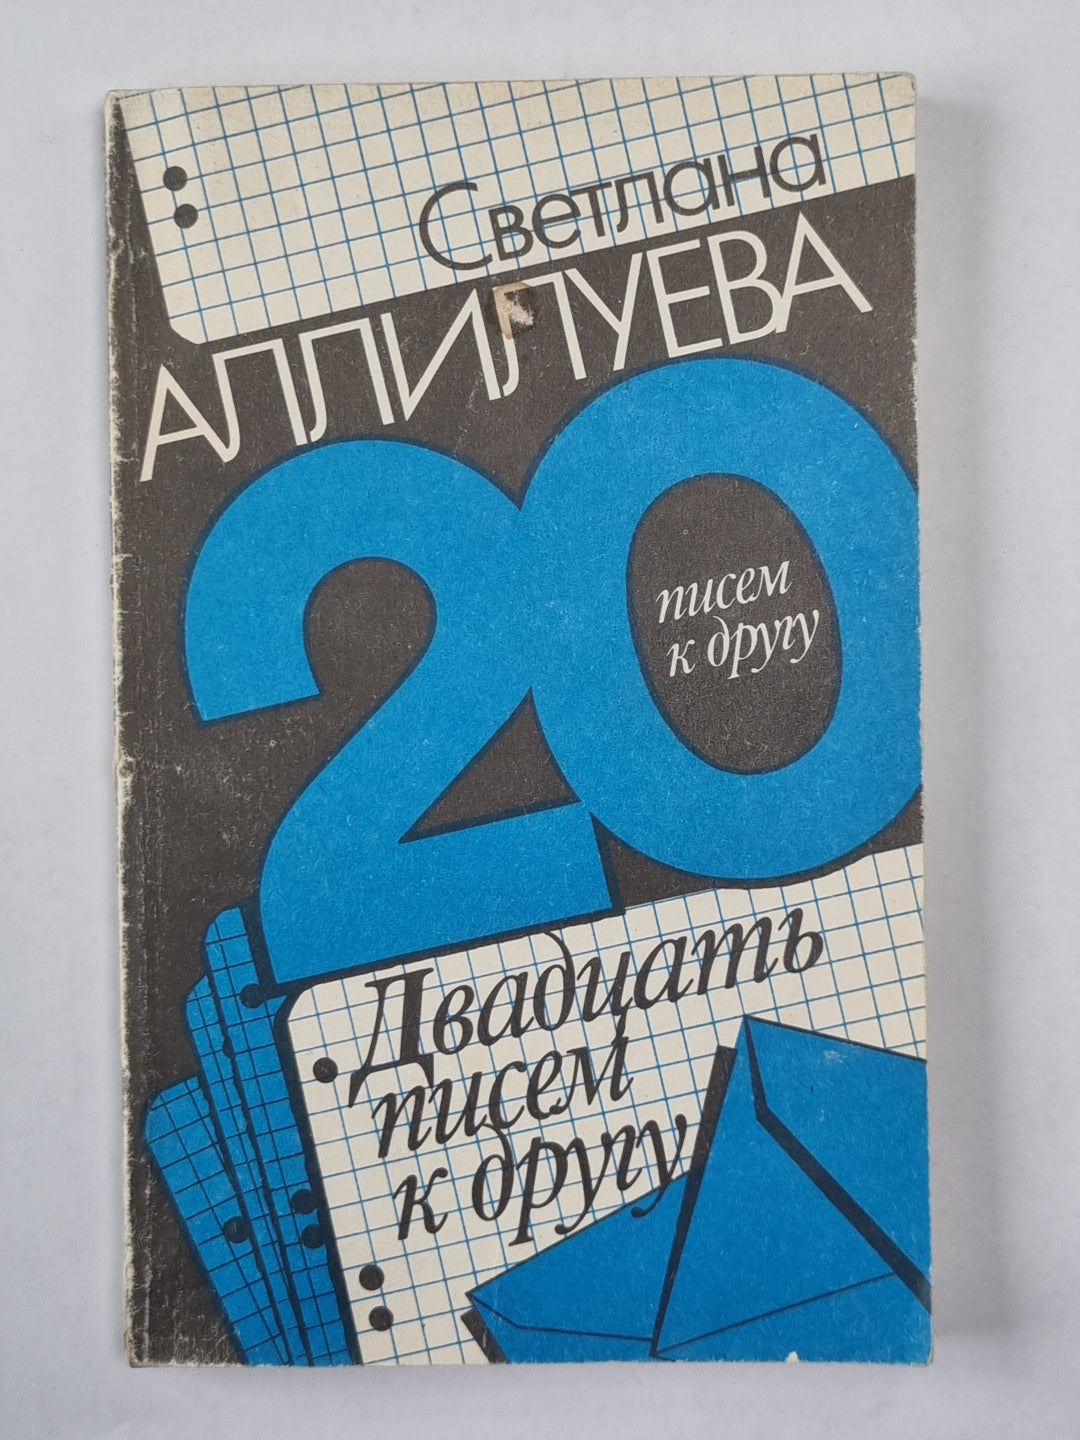 Светлана
АЛЛИЛУЕВА
20
писем
к другу
Двадцать
писем
к другу